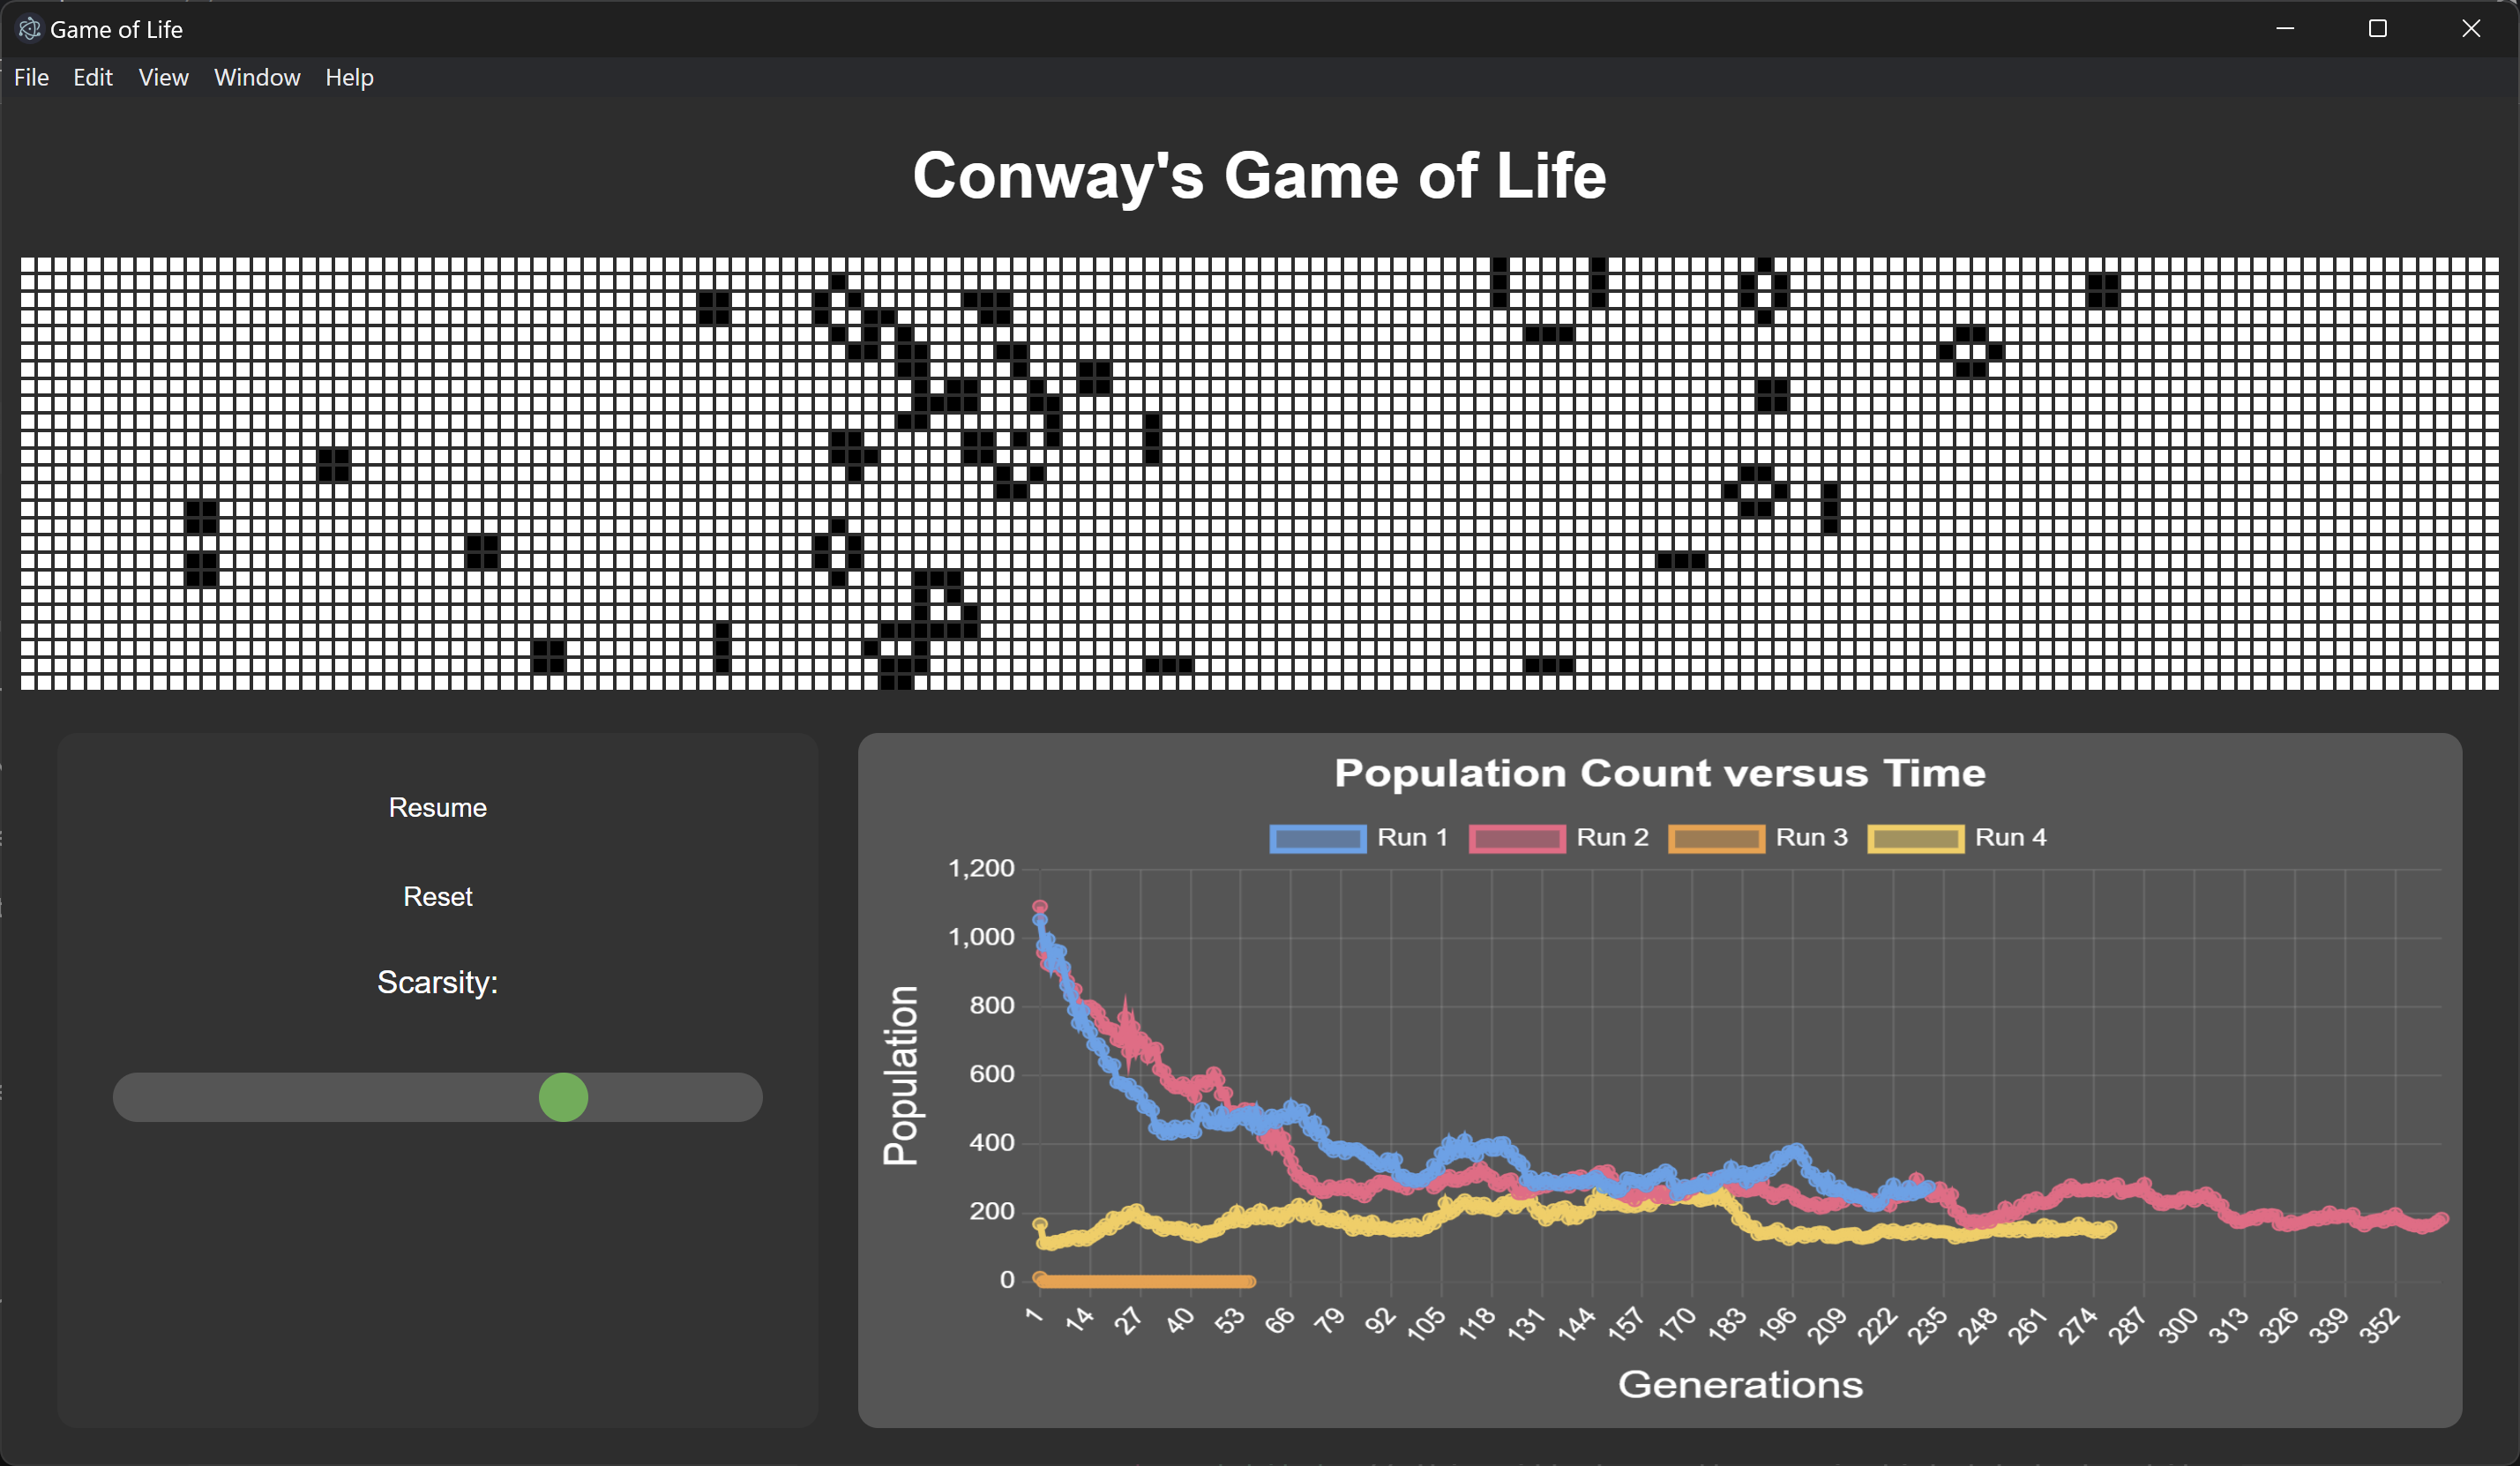 Game of Life
File Edit View Window Help
Conway's Game of Life
Resume
Reset
Scarsity:
Population Count versus Time
Run 1 Run 2 Run 3 Run 4
1,200
1,000
800
600
400
200
0
Population
1 14 27 40 53 66 79 92 105 118 131 144 157 170 183 196 209 222 235 248 261 274 287 300 313 326 339 352
Generations